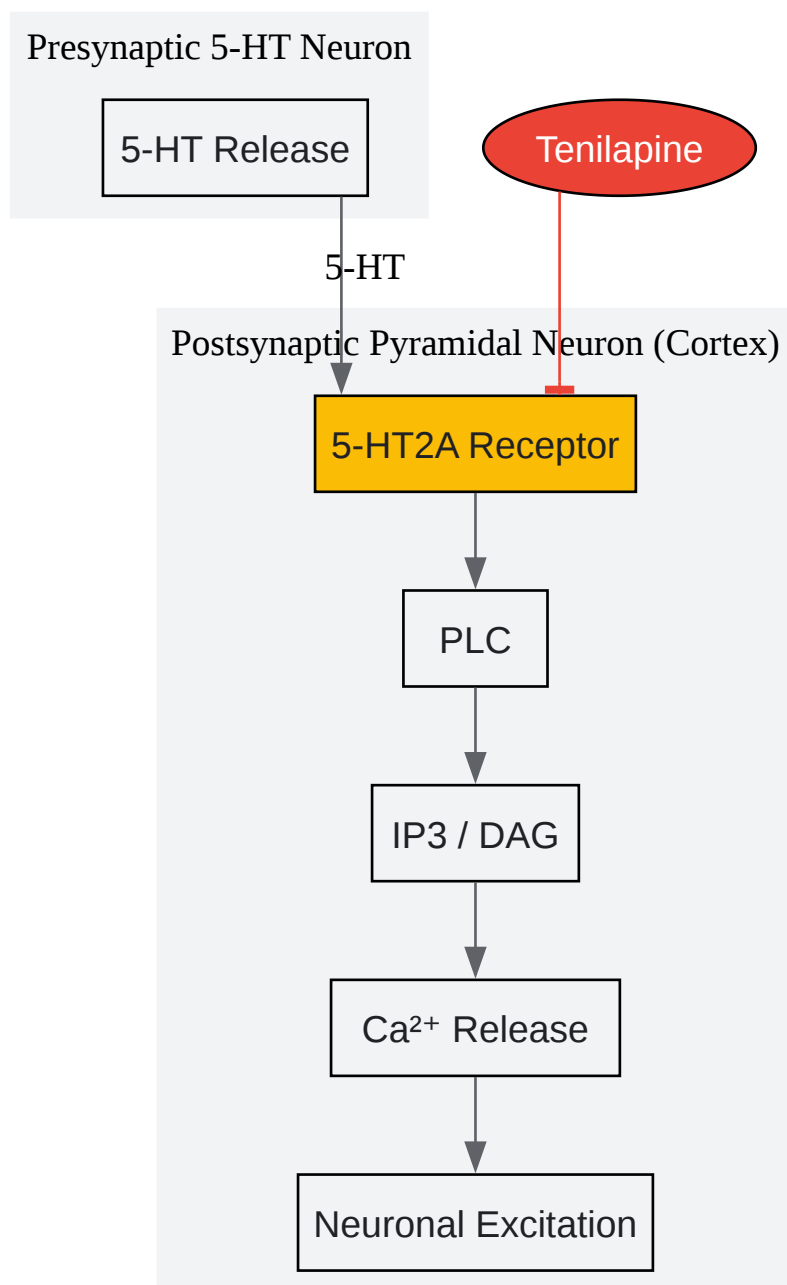 Presynaptic 5-HT Neuron
5-HT Release
Tenilapine
5-HT
Postsynaptic Pyramidal Neuron (Cortex)
5-HT2A Receptor
PLC
IP3 / DAG
Ca²⁺ Release
Neuronal Excitation